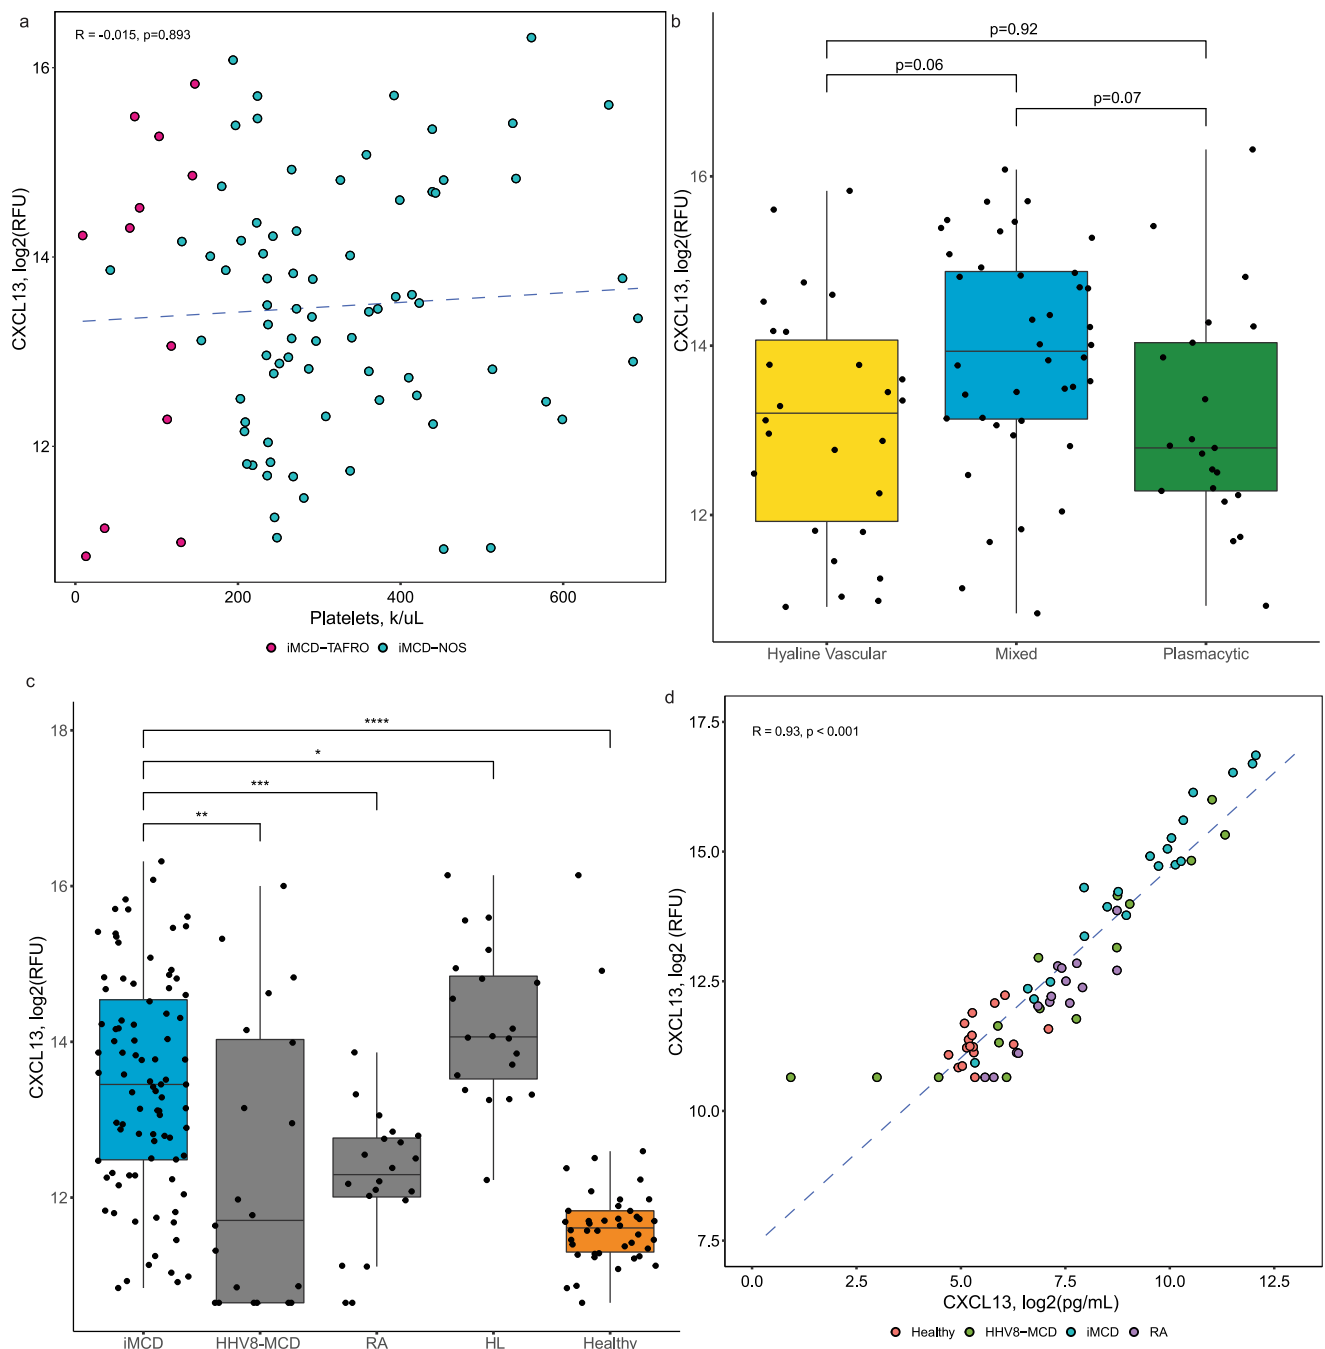 a
R = -0.015, p=0.893
16
14
12
CXCL13, log2(RFU)
0
200
400
600
Platelets, k/uL
iMCD−TAFRO
iMCD−NOS
b
p=0.92
p=0.06
p=0.07
16
14
12
CXCL13, log2(RFU)
Hyaline Vascular
Mixed
Plasmacytic
c
****
*
***
**
18
16
14
12
CXCL13, log2(RFU)
iMCD
HHV8-MCD
RA
HL
Healthy
d
R = 0.93, p < 0.001
17.5
15.0
12.5
10.0
7.5
CXCL13, log2 (RFU)
0.0
2.5
5.0
7.5
10.0
12.5
CXCL13, log2(pg/mL)
Healthy
HHV8−MCD
iMCD
RA